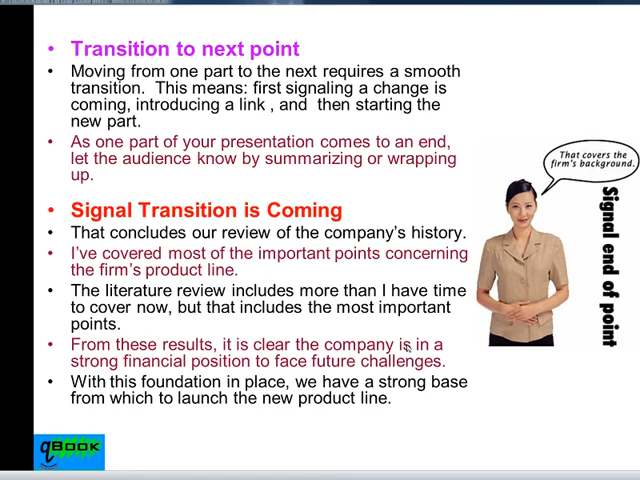 Transition to next point
Moving from one part to the next requires a smooth
transition.  This means: first signaling a change is
coming, introducing a link , and  then starting the
new part.
As one part of your presentation comes to an end,
let the audience know by summarizing or wrapping
up.
Signal Transition is Coming
That concludes our review of the company's history.
I've covered most of the important points concerning
the firm's product line.
The literature review includes more than I have time
to cover now, but that includes the most important
points.
From these results, it is clear the company is in a
strong financial position to face future challenges.
With this foundation in place, we have a strong base
from which to launch the new product line.
That covers the
firm's background.
Signal end of point
qBOOK